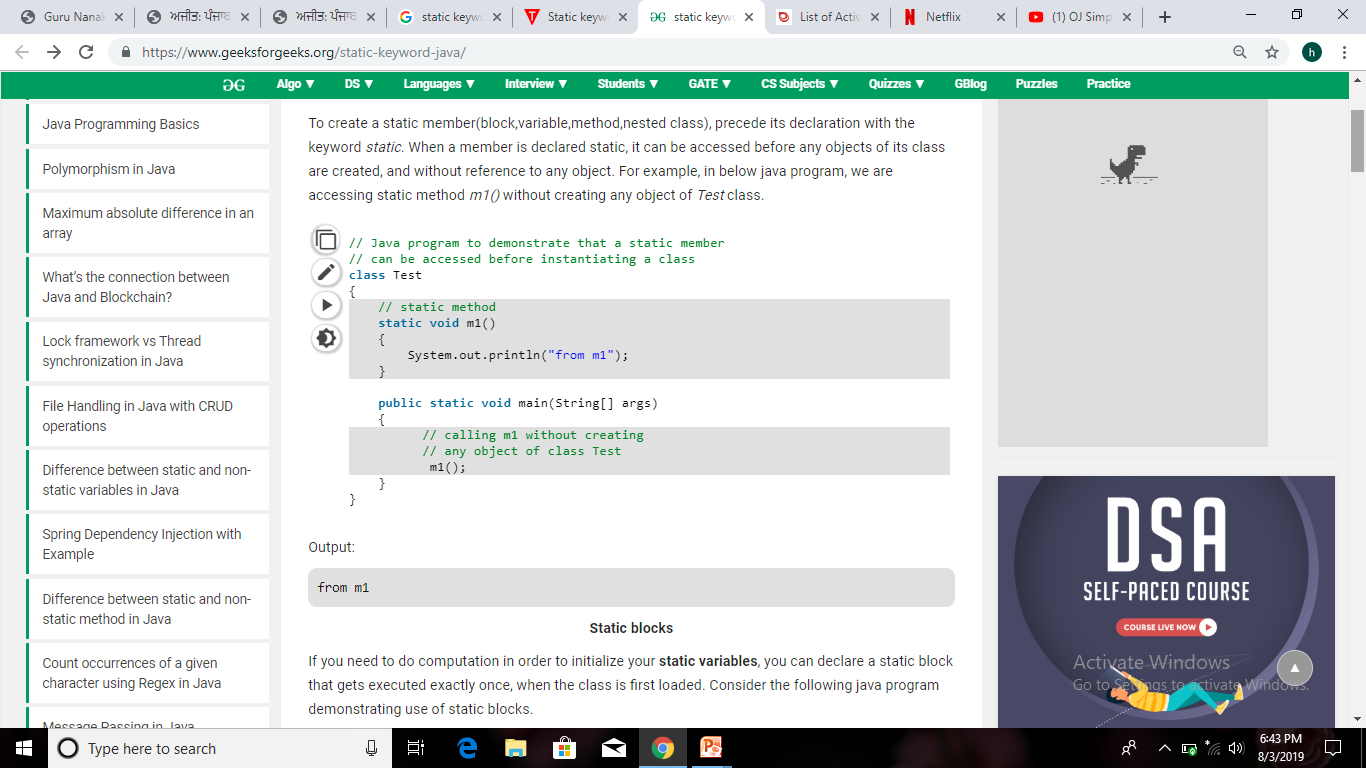 Guru Nanak
ਅਜੀਤ: ਪੰਜਾਬ
ਅਜੀਤ: ਪੰਜਾਬ
static keyw
Static keyw
static keyw
List of Activ
Netflix
(1) OJ Simp
https://www.geeksforgeeks.org/static-keyword-java/
h
Algo ▼ DS ▼ Languages ▼ Interview ▼ Students ▼ GATE ▼ CS Subjects ▼ Quizzes ▼ GBlog Puzzles Practice
Java Programming Basics
Polymorphism in Java
Maximum absolute difference in an
array
What's the connection between
Java and Blockchain?
Lock framework vs Thread
synchronization in Java
File Handling in Java with CRUD
operations
Difference between static and non-
static variables in Java
Spring Dependency Injection with
Example
Difference between static and non-
static method in Java
Count occurrences of a given
character using Regex in Java
Message Passing in Java
To create a static member(block,variable,method,nested class), precede its declaration with the
keyword static. When a member is declared static, it can be accessed before any objects of its class
are created, and without reference to any object. For example, in below java program, we are
accessing static method m1() without creating any object of Test class.
// Java program to demonstrate that a static member
// can be accessed before instantiating a class
class Test
{
// static method
static void m1()
{
System.out.println("from m1");
}
public static void main(String[] args)
{
// calling m1 without creating
// any object of class Test
m1();
}
}
Output:
from m1
Static blocks
If you need to do computation in order to initialize your static variables, you can declare a static block
that gets executed exactly once, when the class is first loaded. Consider the following java program
demonstrating use of static blocks.
DSA
SELF-PACED COURSE
COURSE LIVE NOW
Activate Windows
Go to Settings to activate Windows.
Type here to search
6:43 PM
8/3/2019